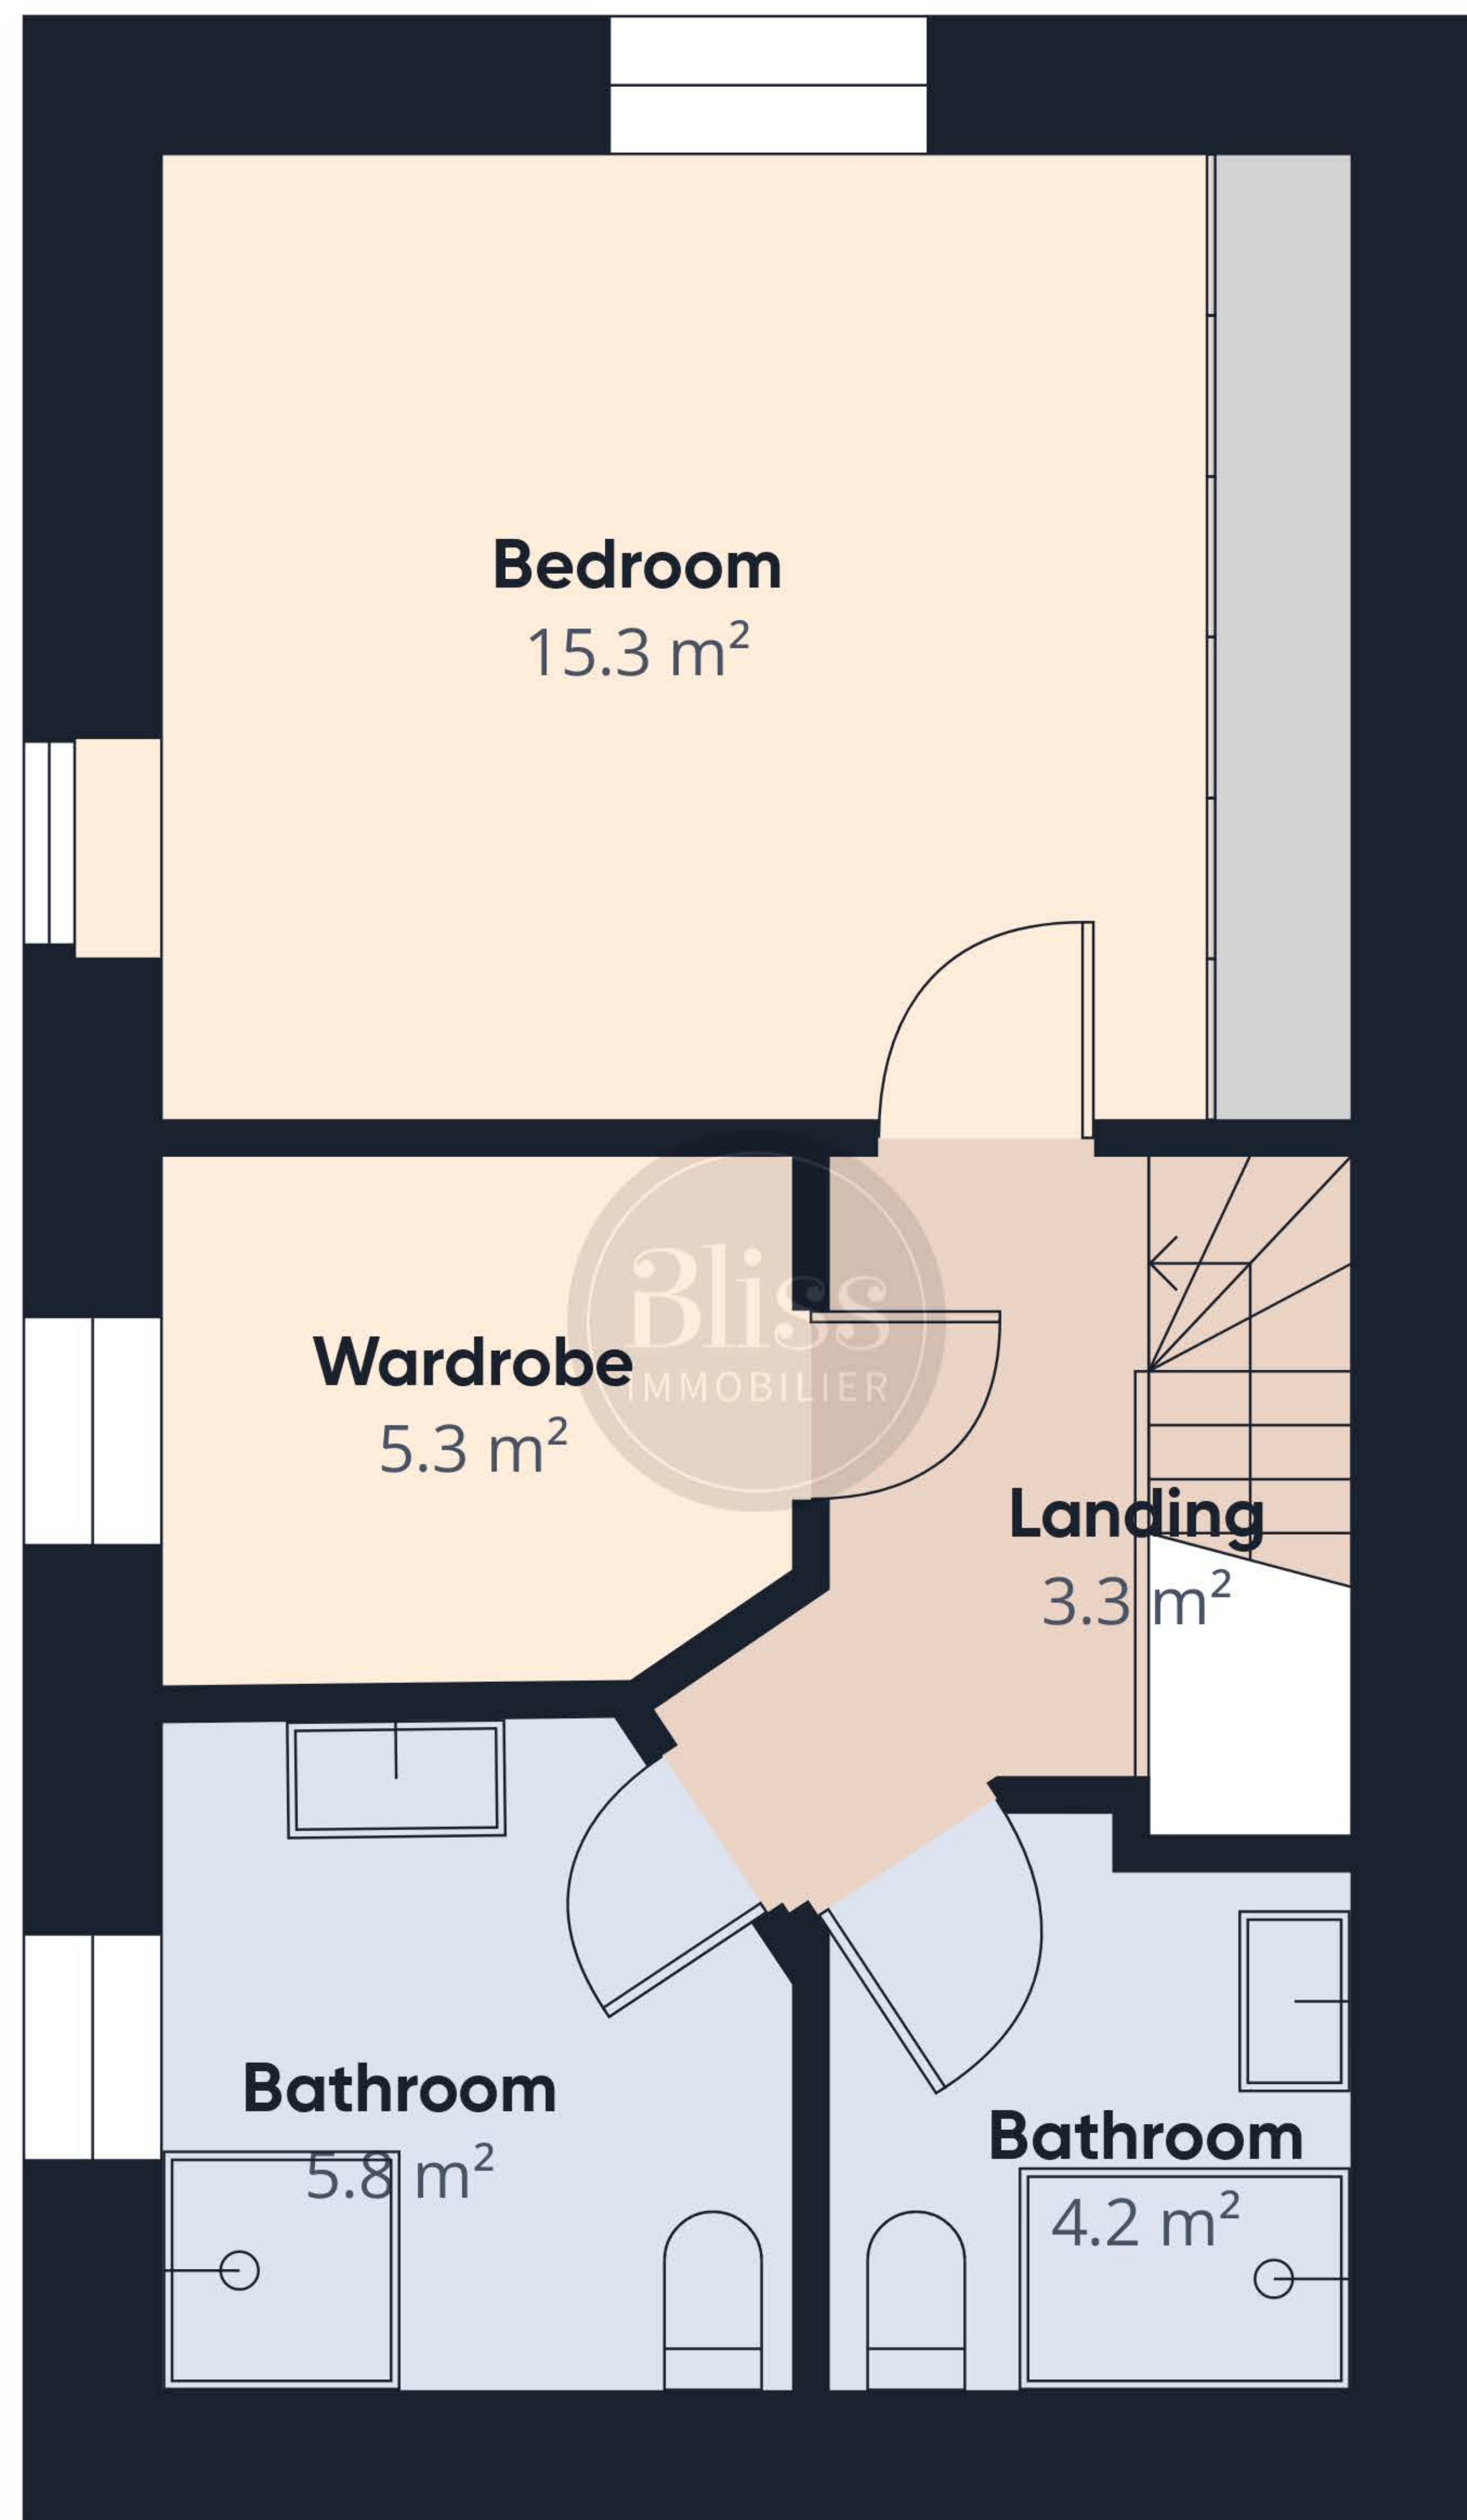 Bedroom
15.3 m²
Bliss
IMMOBILIER
Wardrobe
5.3 m²
Landing
3.3 m²
Bathroom
5.8 m²
Bathroom
4.2 m²